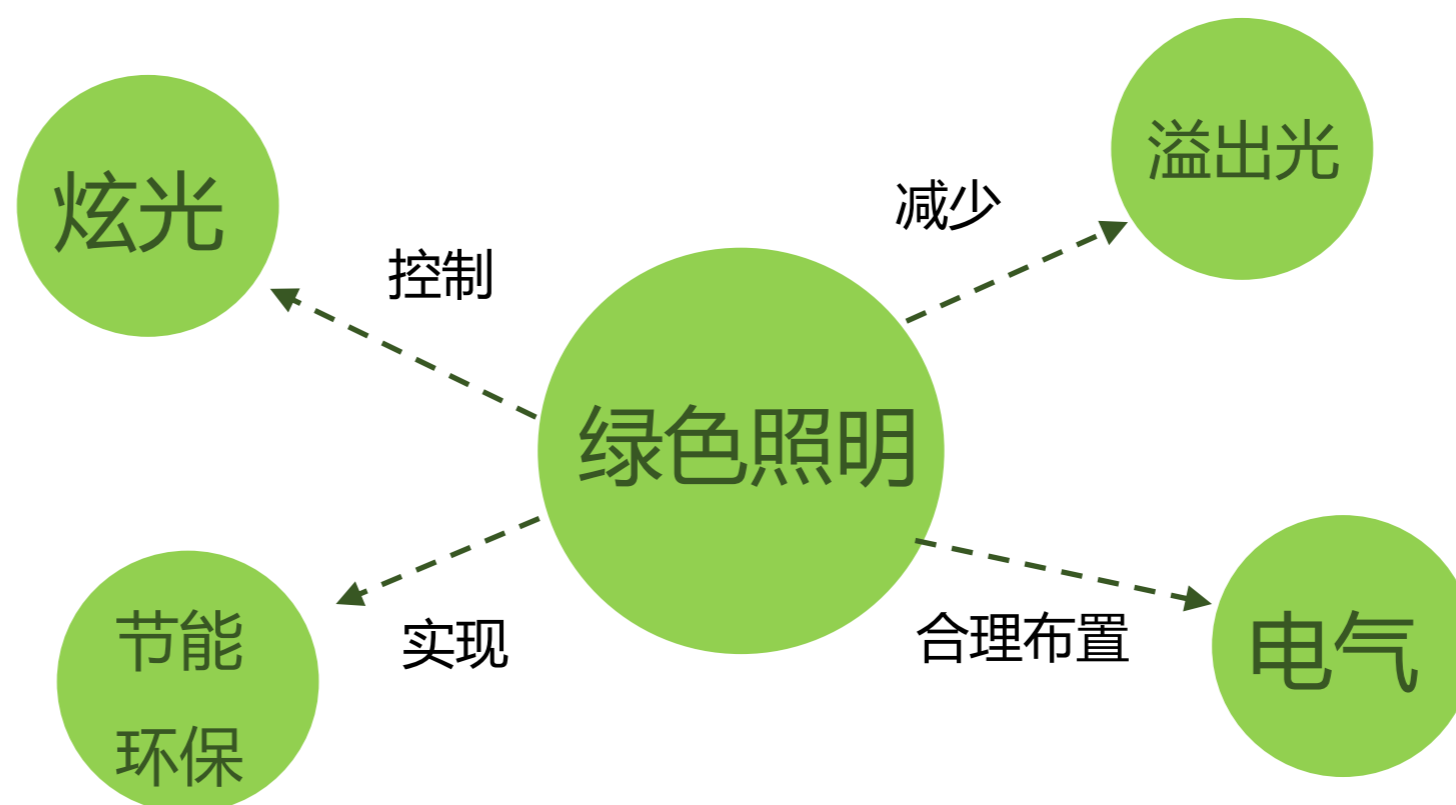 溢出光
炫光
减少
控制
绿色照明
节能
环保
实现
合理布置
电气